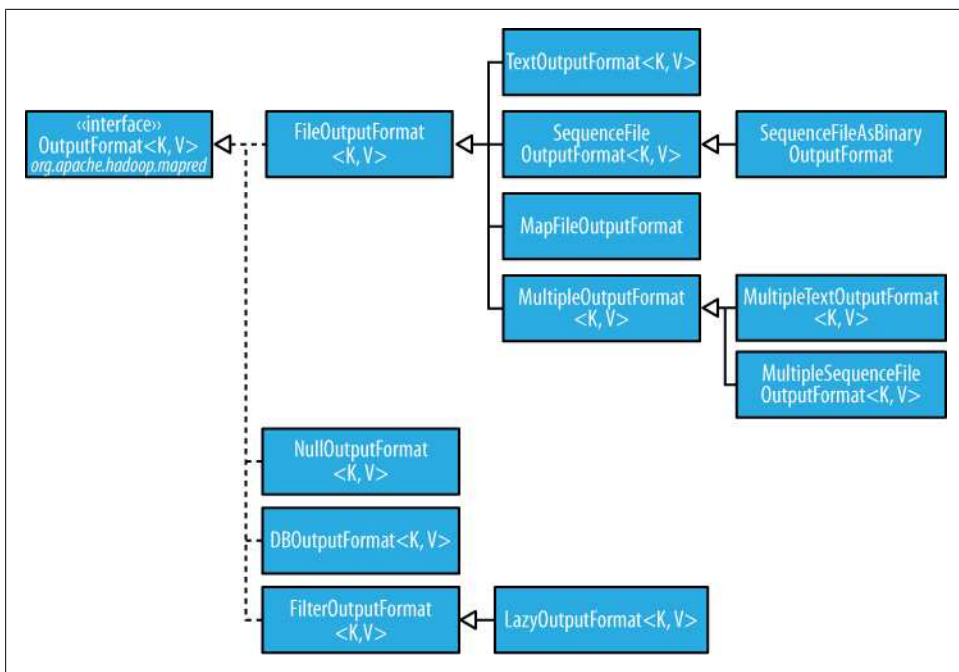 ‹‹interface››
OutputFormat<K, V>
org.apache.hadoop.mapred
FileOutputFormat
<K, V>
TextOutputFormat<K, V>
SequenceFile
OutputFormat<K, V>
SequenceFileAsBinary
OutputFormat
MapFileOutputFormat
MultipleOutputFormat
<K, V>
MultipleTextOutputFormat
<K, V>
MultipleSequenceFile
OutputFormat<K, V>
NullOutputFormat
<K, V>
DBOutputFormat<K, V>
FilterOutputFormat
<K,V>
LazyOutputFormat<K, V>